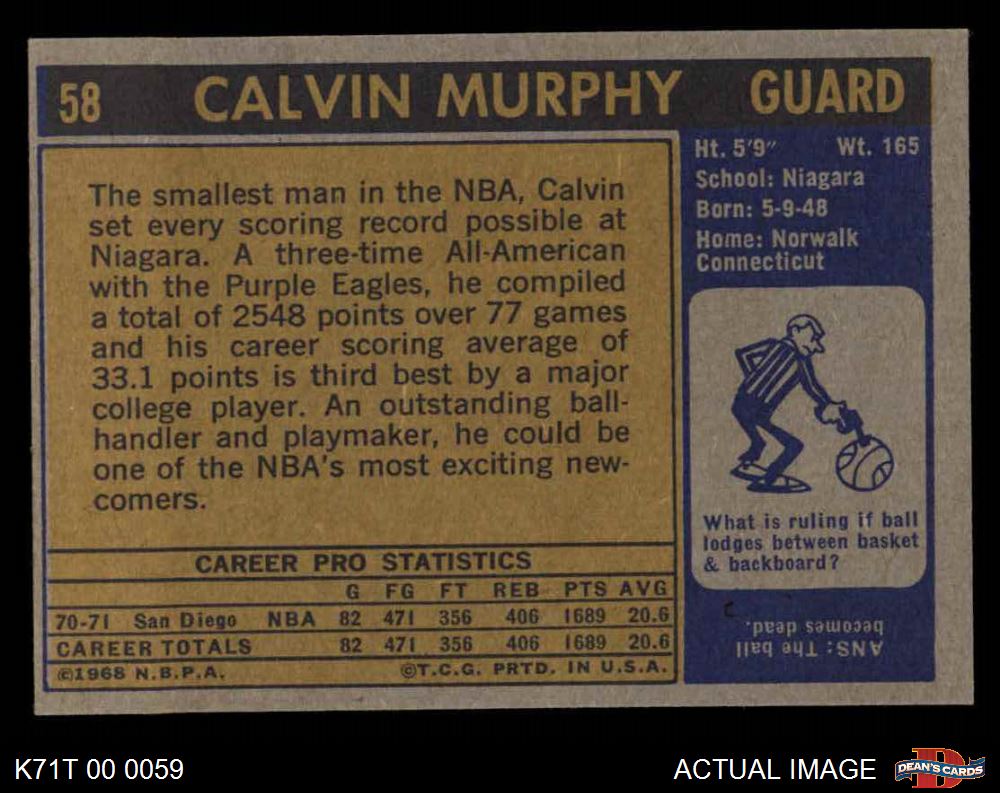 58 CALVIN MURPHY GUARD
The smallest man in the NBA, Calvin
set every scoring record possible at
Niagara. A three-time All-American
with the Purple Eagles, he compiled
a total of 2548 points over 77 games
and his career scoring average of
33.1 points is third best by a major
college player. An outstanding ball-
handler and playmaker, he could be
one of the NBA's most exciting new-
comers.
CAREER PRO STATISTICS
G FG FT REB PTS AVG
70-71 San Diego NBA 82 471 356 406 1689 20.6
CAREER TOTALS 82 471 356 406 1689 20.6
©1968 N.B.P.A. ©T.C.G. PRTD. IN U.S.A.
Ht. 5'9" Wt. 165
School: Niagara
Born: 5-9-48
Home: Norwalk
Connecticut
What is ruling if ball
lodges between basket
& backboard?
ANS: The ball
becomes dead.
K71T 00 0059 ACTUAL IMAGE
DEAN'S CARDS